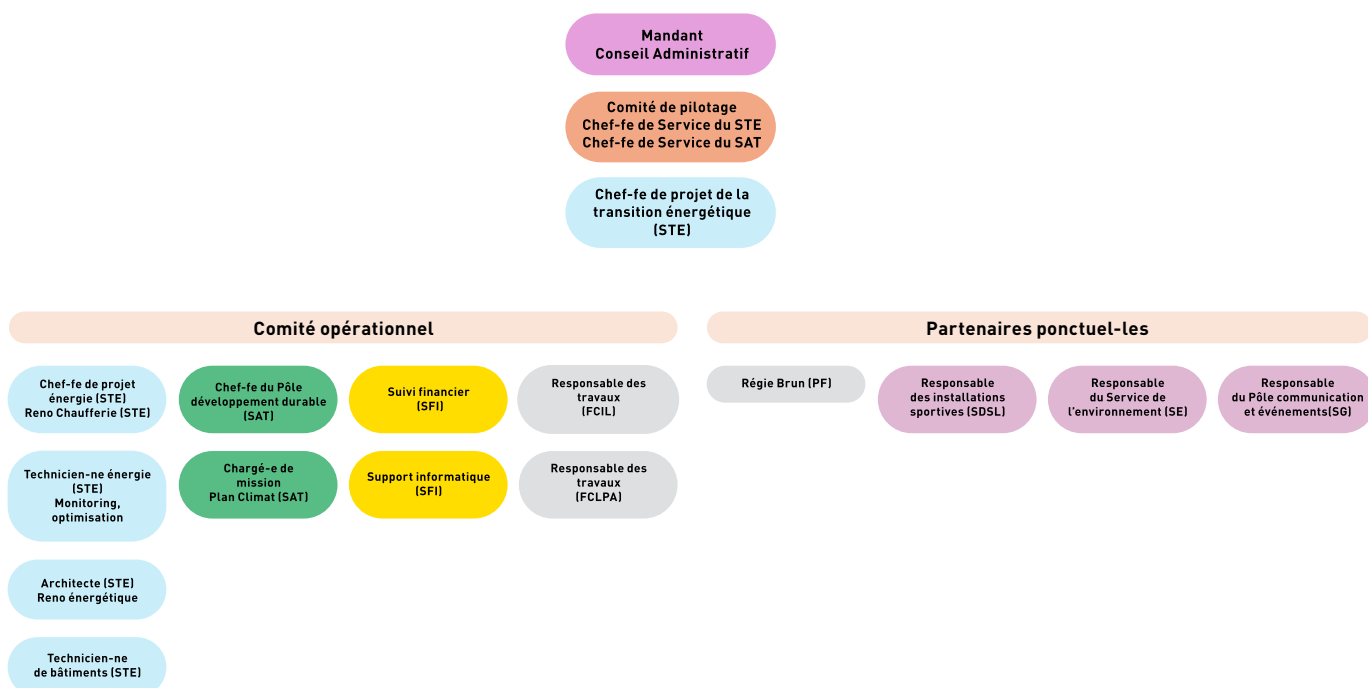 Mandant
Conseil Administratif
Comité de pilotage
Chef-fe de Service du STE
Chef-fe de Service du SAT
Chef-fe de projet de la
transition énergétique
(STE)
Comité opérationnel
Chef-fe de projet
énergie (STE)
Reno Chaufferie (STE)
Chef-fe du Pôle
développement durable
(SAT)
Suivi financier
(SFI)
Responsable des
travaux
(FCIL)
Technicien-ne énergie
(STE)
Monitoring,
optimisation
Chargé-e de
mission
Plan Climat (SAT)
Support informatique
(SFI)
Responsable des
travaux
(FCLPA)
Architecte (STE)
Reno énergétique
Technicien-ne
de bâtiments (STE)
Partenaires ponctuel-les
Régie Brun (PF)
Responsable
des installations
sportives (SDSL)
Responsable
du Service de
l'environnement (SE)
Responsable
du Pôle communication
et événements(SG)